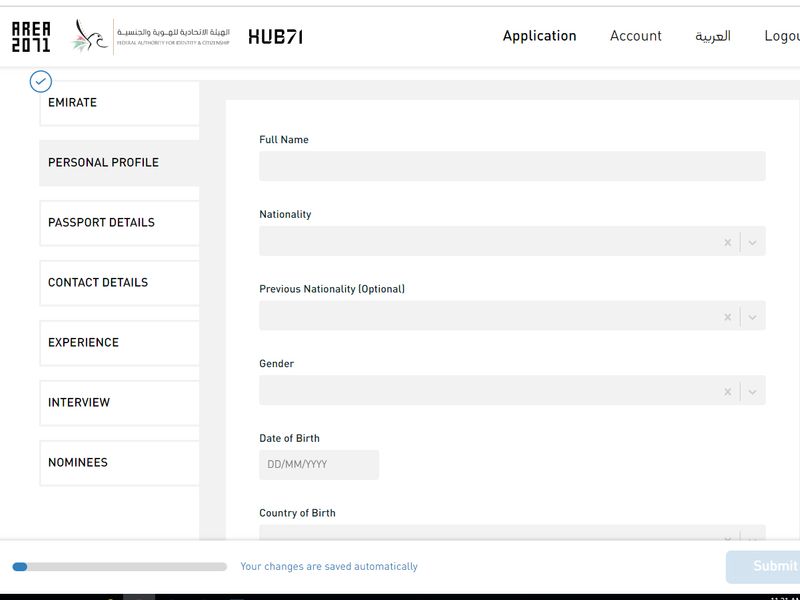 AREA
2071
الهيئة الاتحادية للهوية والجنسية
FEDERAL AUTHORITY FOR IDENTITY & CITIZENSHIP
HUB71
Application
Account
العربية
Logou
EMIRATE
PERSONAL PROFILE
PASSPORT DETAILS
CONTACT DETAILS
EXPERIENCE
INTERVIEW
NOMINEES
Full Name
Nationality
Previous Nationality (Optional)
Gender
Date of Birth
DD/MM/YYYY
Country of Birth
Your changes are saved automatically
Submit